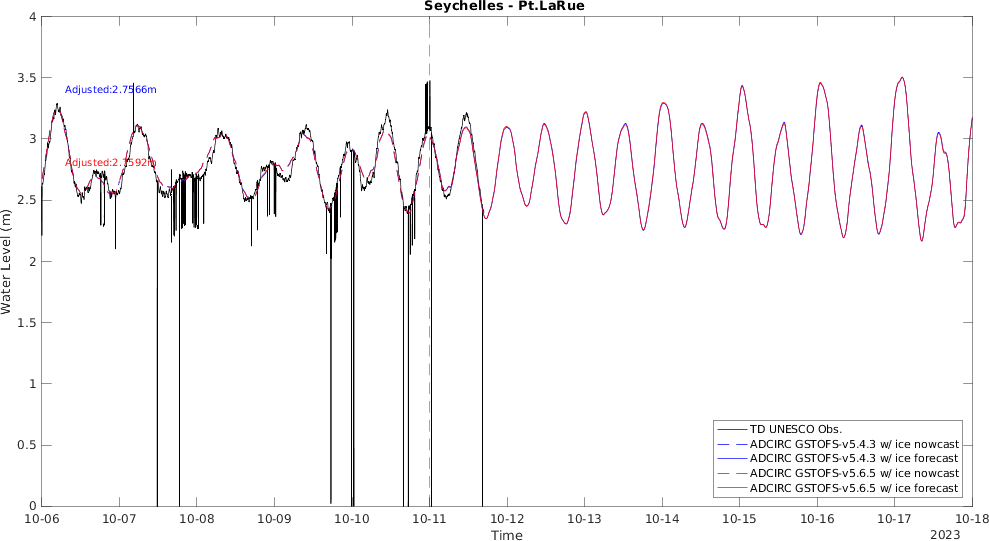 Seychelles - Pt.LaRue
Water Level (m)
4
3.5
3
2.5
2
1.5
1
0.5
0
Adjusted:2.7566m
Adjusted:2.7592m
TD UNESCO Obs.
ADCIRC GSTOFS-v5.4.3 w/ ice nowcast
ADCIRC GSTOFS-v5.4.3 w/ ice forecast
ADCIRC GSTOFS-v5.6.5 w/ ice nowcast
ADCIRC GSTOFS-v5.6.5 w/ ice forecast
10-06 10-07 10-08 10-09 10-10 10-11 10-12 10-13 10-14 10-15 10-16 10-17 10-18
Time
2023